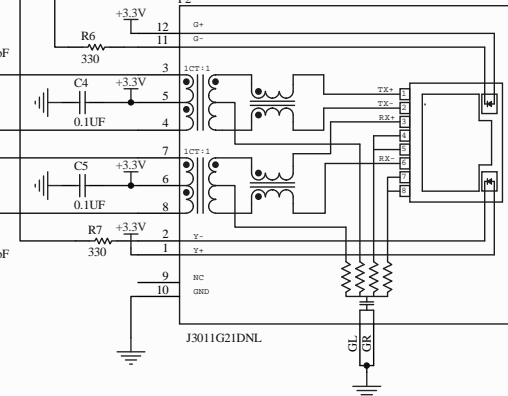 +3.3V
12 G+
R6 11 G-
330
3 1CT:1
C4 +3.3V
5
0.1UF
4
TX+ 1
TX- 2
RX+ 3
4
5
RX- 6
7
8
7 1CT:1
C5 +3.3V
6
0.1UF
8
R7 +3.3V 2 Y-
330 1 Y+
9 NC
10 GND
J3011G21DNL
GL
GR